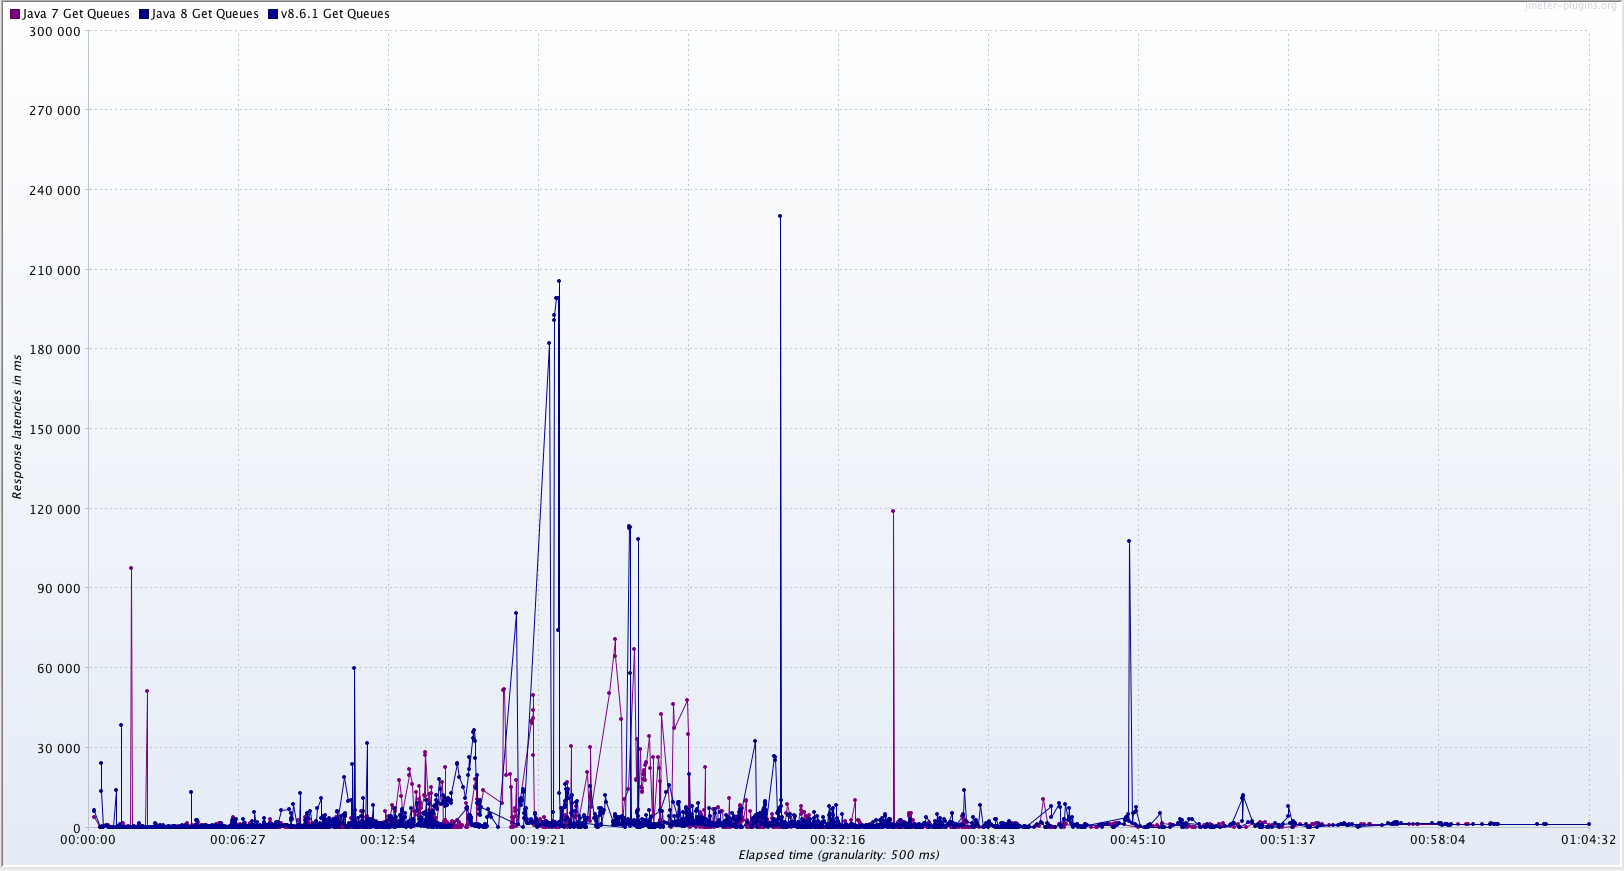 Java 7 Get Queues Java 8 Get Queues v8.6.1 Get Queues
jmeter-plugins.org
300 000
270 000
240 000
210 000
180 000
150 000
120 000
90 000
60 000
30 000
0
Response latencies in ms
00:00:00 00:06:27 00:12:54 00:19:21 00:25:48 00:32:16 00:38:43 00:45:10 00:51:37 00:58:04 01:04:32
Elapsed time (granularity: 500 ms)